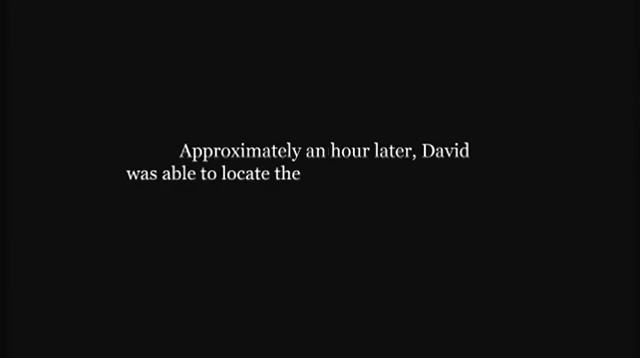 Approximately an hour later, David
was able to locate the